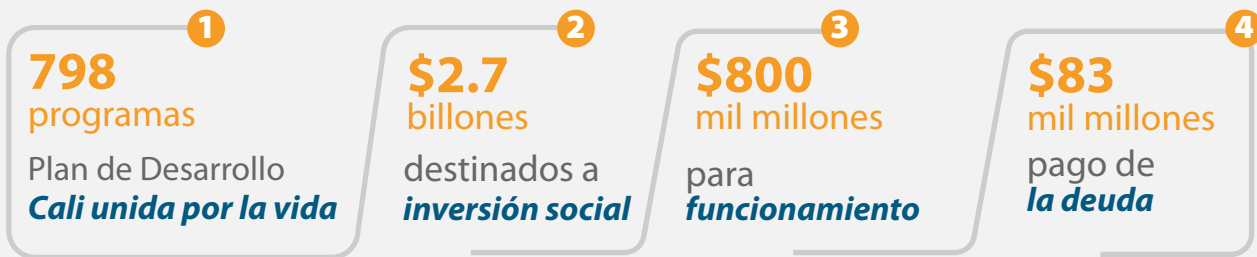 1
798
programas
Plan de Desarrollo
Cali unida por la vida
2
$2.7
billones
destinados a
inversión social
3
$800
mil millones
para
funcionamiento
4
$83
mil millones
pago de
la deuda